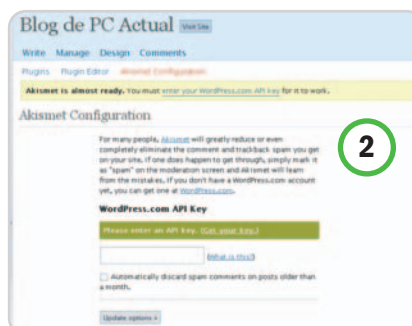 Blog de PC Actual Visit Site
Write Manage Design Comments
Plugins Plugin Editor Akismet Configuration
Akismet is almost ready. You must enter your WordPress.com API key for it to work.
Akismet Configuration
For many people, Akismet will greatly reduce or even
completely eliminate the comment and trackback spam you get
on your site. If one does happen to get through, simply mark it
as "spam" on the moderation screen and Akismet will learn
from the mistakes. If you don't have a WordPress.com account
yet, you can get one at WordPress.com.
2
WordPress.com API Key
Please enter an API key. (Get your key.)
(What is this?)
Automatically discard spam comments on posts older than
a month.
Update options »